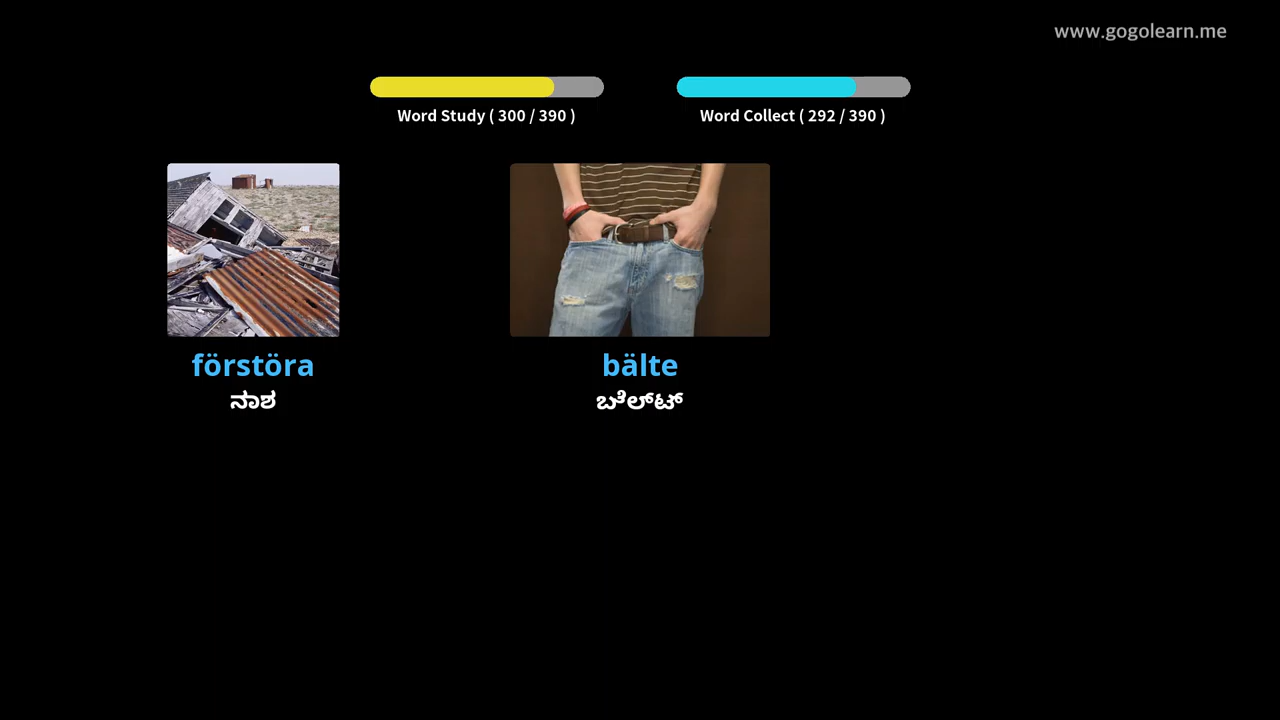 www.gogolearn.me
Word Study ( 300 / 390 )
Word Collect ( 292 / 390 )
förstöra
ನಾಶ
bälte
ಬೆಲ್ಟ್